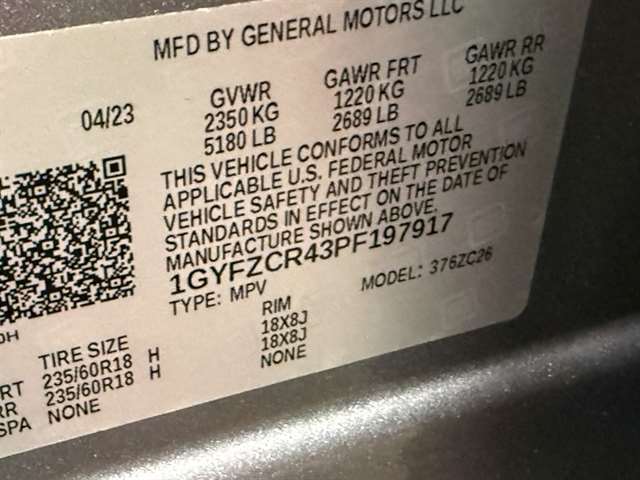 MFD BY GENERAL MOTORS LLC
04/23
GVWR GAWR FRT GAWR RR
2350 KG 1220 KG 1220 KG
5180 LB 2689 LB 2689 LB
THIS VEHICLE CONFORMS TO ALL
APPLICABLE U.S. FEDERAL MOTOR
VEHICLE SAFETY AND THEFT PREVENTION
STANDARDS IN EFFECT ON THE DATE OF
MANUFACTURE SHOWN ABOVE.
1GYFZCR43PF197917
TYPE: MPV MODEL: 376ZC26
TIRE SIZE RIM
RT 235/60R18 H 18X8J
RR 235/60R18 H 18X8J
SPA NONE NONE